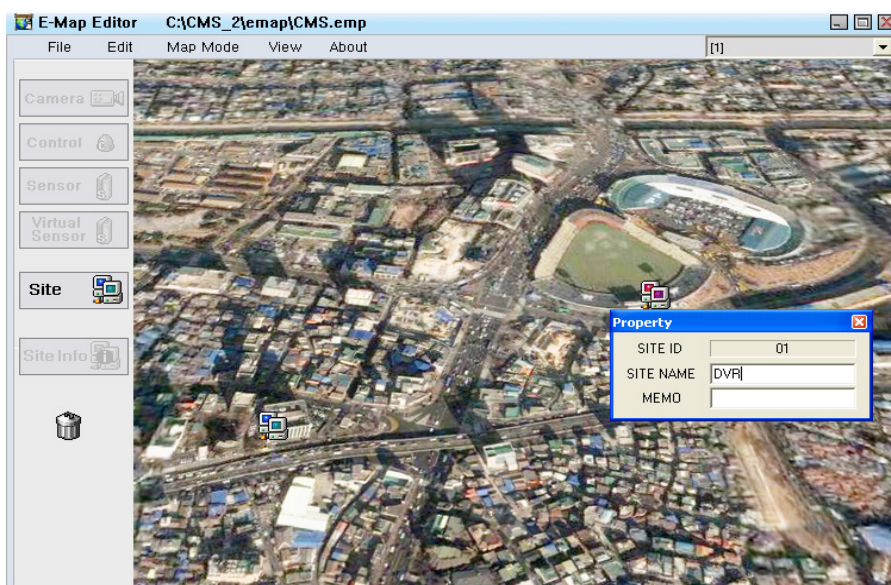 E-Map Editor C:\CMS_2\emap\CMS.emp
File Edit Map Mode View About [1]
Camera
Control
Sensor
S
Virtual
Sensor
S
Site
Site Info
Property
SITE ID 01
SITE NAME DVR
MEMO